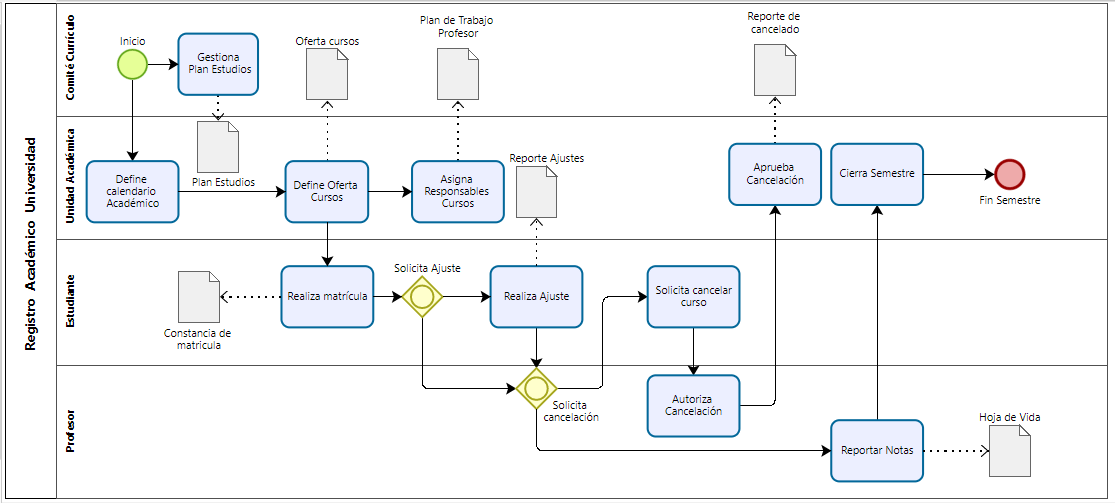 Registro Académico Universidad
Comité Currículo
Inicio
Gestiona
Plan Estudios
Oferta cursos
Plan de Trabajo
Profesor
Reporte de
cancelado
Unidad Académica
Define
calendario
Académico
Plan Estudios
Define Oferta
Cursos
Asigna
Responsables
Cursos
Reporte Ajustes
Aprueba
Cancelación
Cierra Semestre
Fin Semestre
Estudiante
Constancia de
matricula
Realiza matrícula
Solicita Ajuste
Realiza Ajuste
Solicita cancelar
curso
Profesor
Solicita
cancelación
Autoriza
Cancelación
Reportar Notas
Hoja de Vida